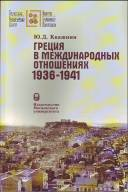 Ю.Д. Квашнин
ГРЕЦИЯ
В МЕЖДУНАРОДНЫХ
ОТНОШЕНИЯХ
1936-1941
Издательство
Московского
университета